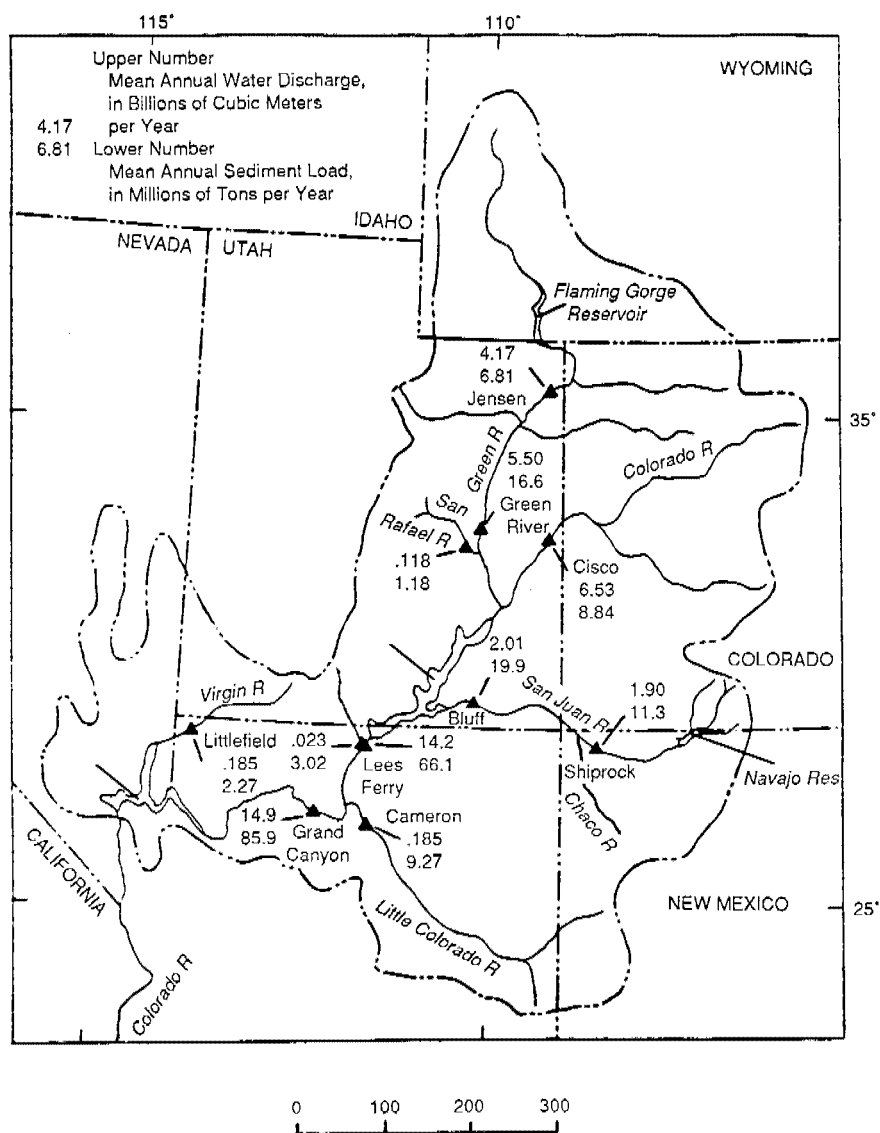 115°
110°
Upper Number
Mean Annual Water Discharge,
in Billions of Cubic Meters
4.17 per Year
6.81 Lower Number
Mean Annual Sediment Load,
in Millions of Tons per Year
WYOMING
IDAHO
NEVADA
UTAH
Flaming Gorge
Reservoir
4.17
6.81
Jensen
35°
Green R
5.50
16.6
Green
River
Colorado R
San
Rafael R
.118
1.18
Cisco
6.53
8.84
2.01
19.9
Bluff
San Juan R
1.90
11.3
COLORADO
Virgin R
Littlefield
.185
2.27
.023
3.02
Lees
Ferry
14.2
66.1
Shiprock
Navajo Res
Chaco R
14.9
85.9
Grand
Canyon
Cameron
.185
9.27
CALIFORNIA
Little Colorado R
NEW MEXICO
25°
Colorado R
0 100 200 300